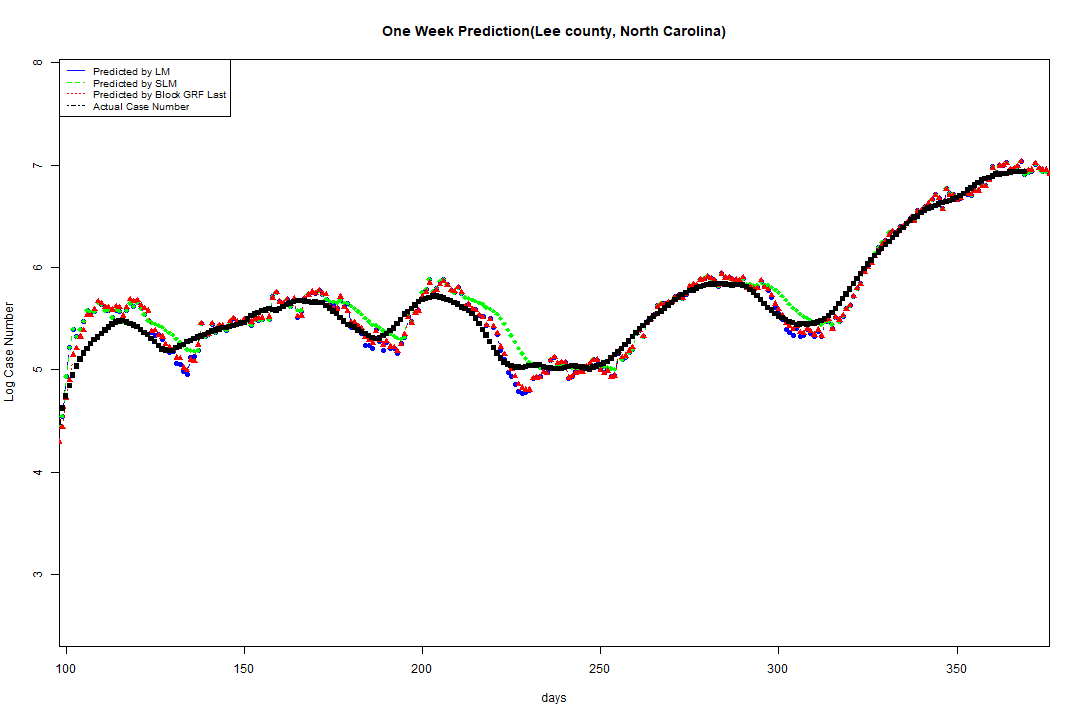 One Week Prediction(Lee county, North Carolina)
Predicted by LM
Predicted by SLM
Predicted by Block GRF Last
Actual Case Number
8
7
6
5
4
3
Log Case Number
100 150 200 250 300 350
days